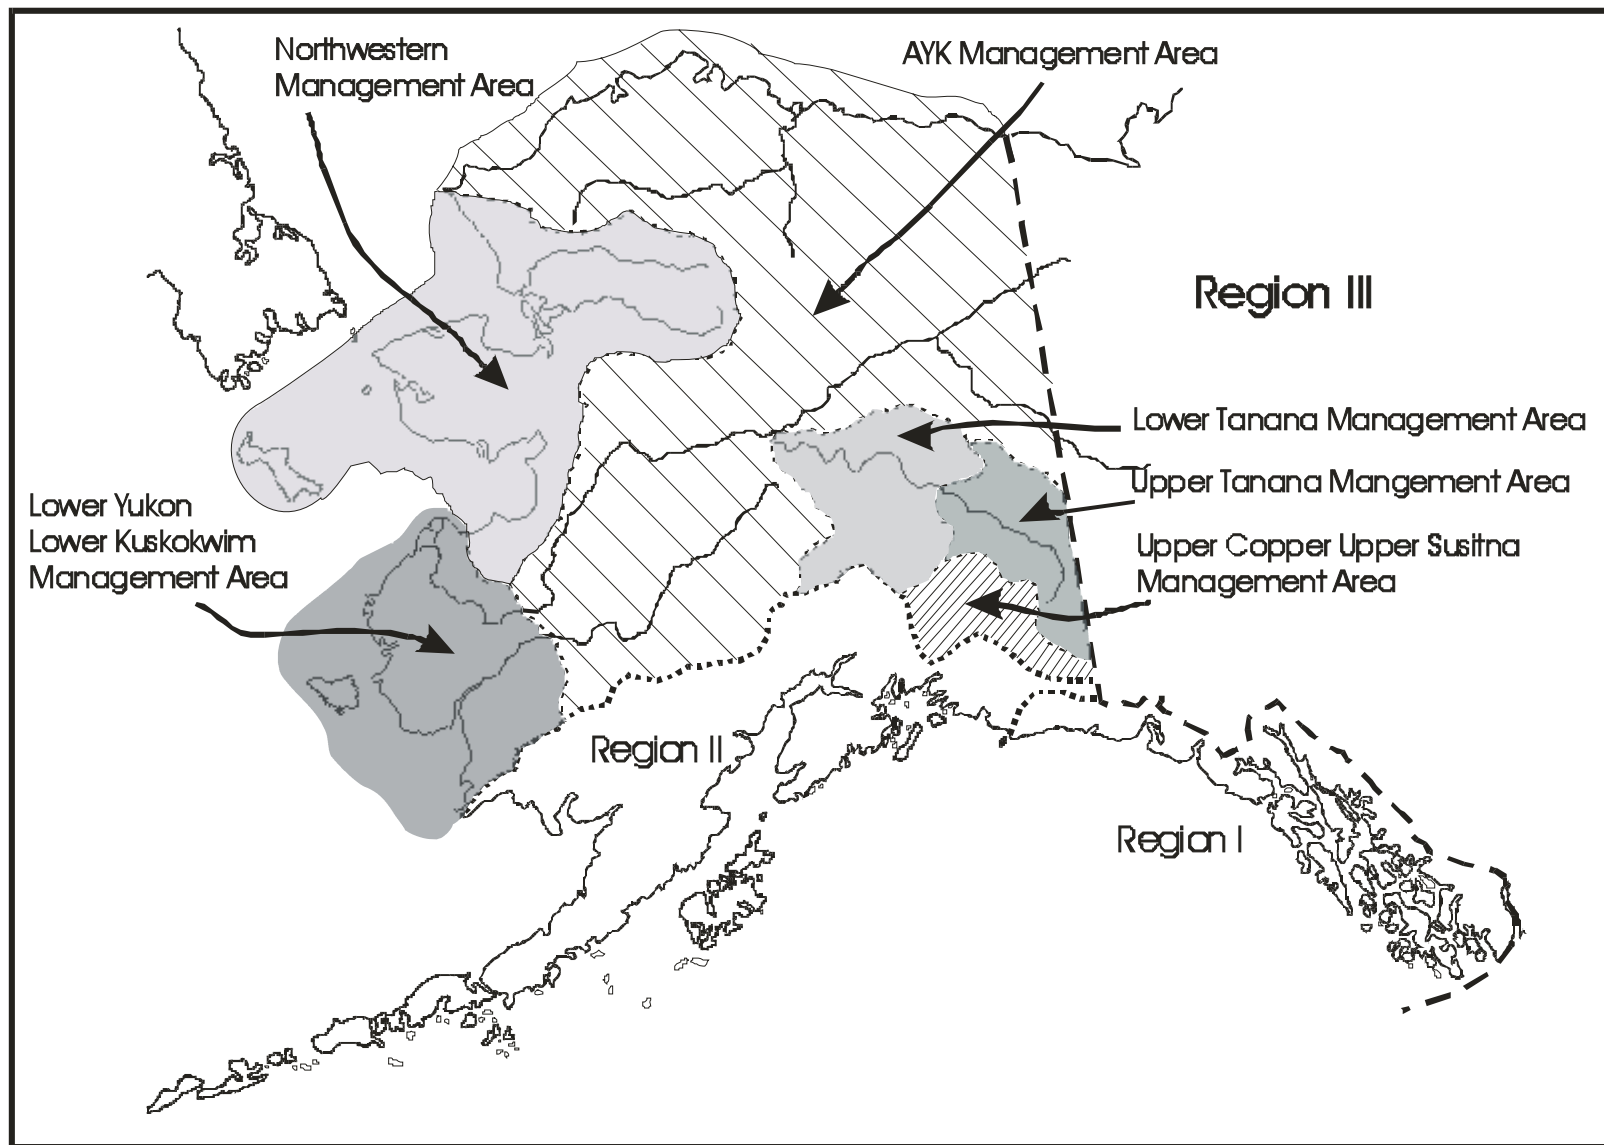 Northwestern
Management Area
AYK Management Area
Region III
Lower Tanana Management Area
Upper Tanana Mangement Area
Lower Yukon
Lower Kuskokwim
Management Area
Upper Copper Upper Susitna
Management Area
Region II
Region I